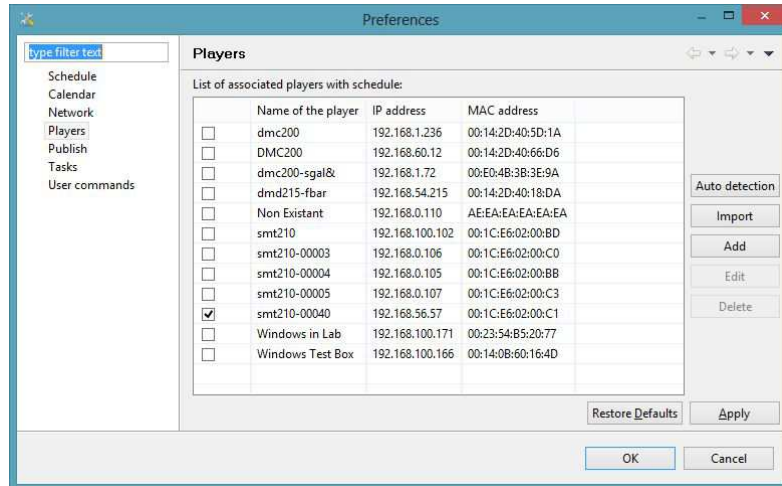 Preferences
type filter text
Schedule
Calendar
Network
Players
Publish
Tasks
User commands
Players
List of associated players with schedule:
Name of the player IP address MAC address
dmc200 192.168.1.236 00:14:2D:40:5D:1A
DMC200 192.168.60.12 00:14:2D:40:66:D6
dmc200-sgal& 192.168.1.72 00:E0:4B:3B:3E:9A
dmd215-fbar 192.168.54.215 00:14:2D:40:18:DA
Non Existant 192.168.0.110 AE:EA:EA:EA:EA:EA
smt210 192.168.100.102 00:1C:E6:02:00:BD
smt210-00003 192.168.0.106 00:1C:E6:02:00:C0
smt210-00004 192.168.0.105 00:1C:E6:02:00:BB
smt210-00005 192.168.0.107 00:1C:E6:02:00:C3
smt210-00040 192.168.56.57 00:1C:E6:02:00:C1
Windows in Lab 192.168.100.171 00:23:54:B5:20:77
Windows Test Box 192.168.100.166 00:14:0B:60:16:4D
Auto detection
Import
Add
Edit
Delete
Restore Defaults Apply
OK Cancel